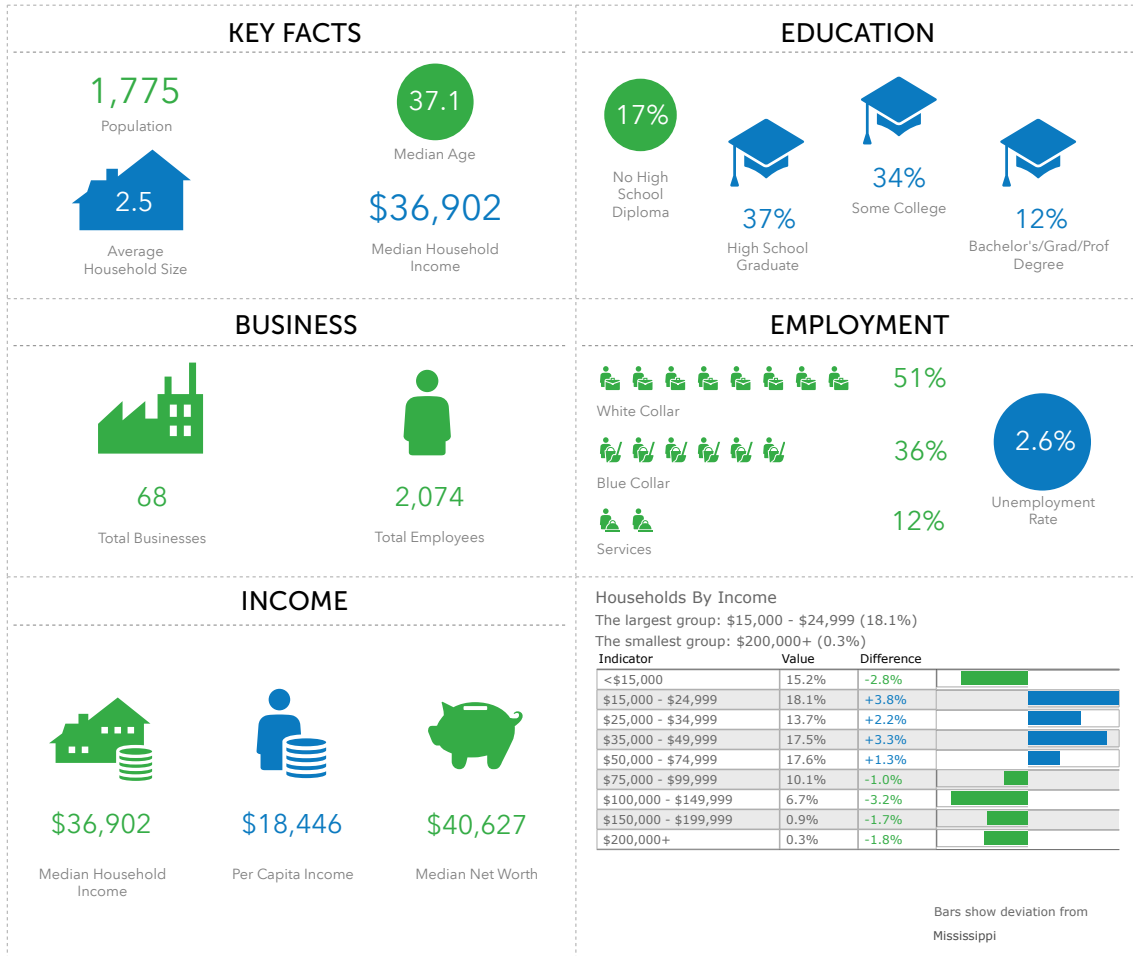 KEY FACTS
1,775
Population
37.1
Median Age
2.5
Average
Household Size
$36,902
Median Household
Income
EDUCATION
17%
No High
School
Diploma
37%
High School
Graduate
34%
Some College
12%
Bachelor's/Grad/Prof
Degree
BUSINESS
68
Total Businesses
2,074
Total Employees
EMPLOYMENT
51%
White Collar
36%
Blue Collar
12%
Services
2.6%
Unemployment
Rate
INCOME
$36,902
Median Household
Income
$18,446
Per Capita Income
$40,627
Median Net Worth
Households By Income
The largest group: $15,000 - $24,999 (18.1%)
The smallest group: $200,000+ (0.3%)
Indicator Value Difference
<$15,000 15.2% -2.8%
$15,000 - $24,999 18.1% +3.8%
$25,000 - $34,999 13.7% +2.2%
$35,000 - $49,999 17.5% +3.3%
$50,000 - $74,999 17.6% +1.3%
$75,000 - $99,999 10.1% -1.0%
$100,000 - $149,999 6.7% -3.2%
$150,000 - $199,999 0.9% -1.7%
$200,000+ 0.3% -1.8%
Bars show deviation from
Mississippi